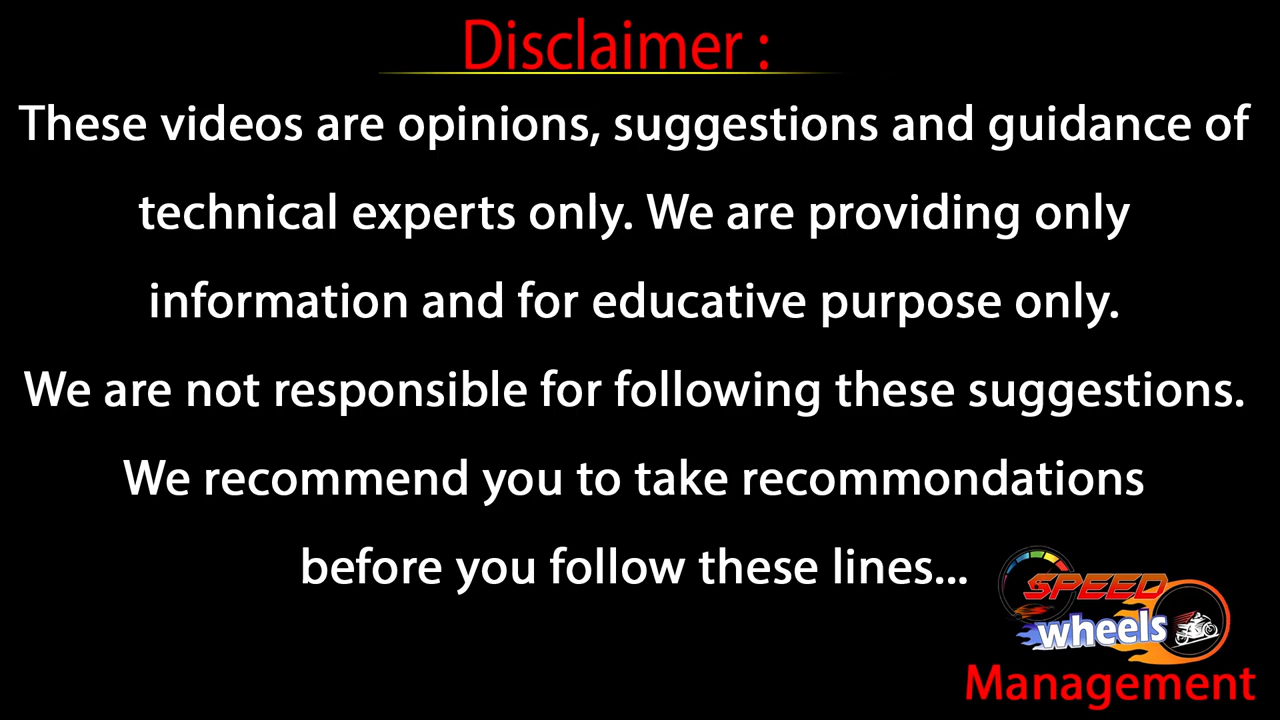 Disclaimer :
These videos are opinions, suggestions and guidance of
technical experts only. We are providing only
information and for educative purpose only.
We are not responsible for following these suggestions.
We recommend you to take recommondations
before you follow these lines...
SPEED
wheels
Management